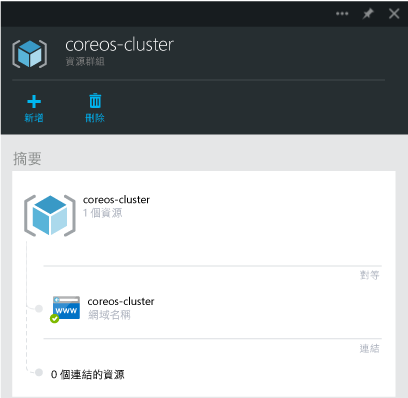 coreos-cluster
資源群組
新增 刪除
摘要
coreos-cluster
1 個資源
對等
www
coreos-cluster
網域名稱
連結
0 個連結的資源